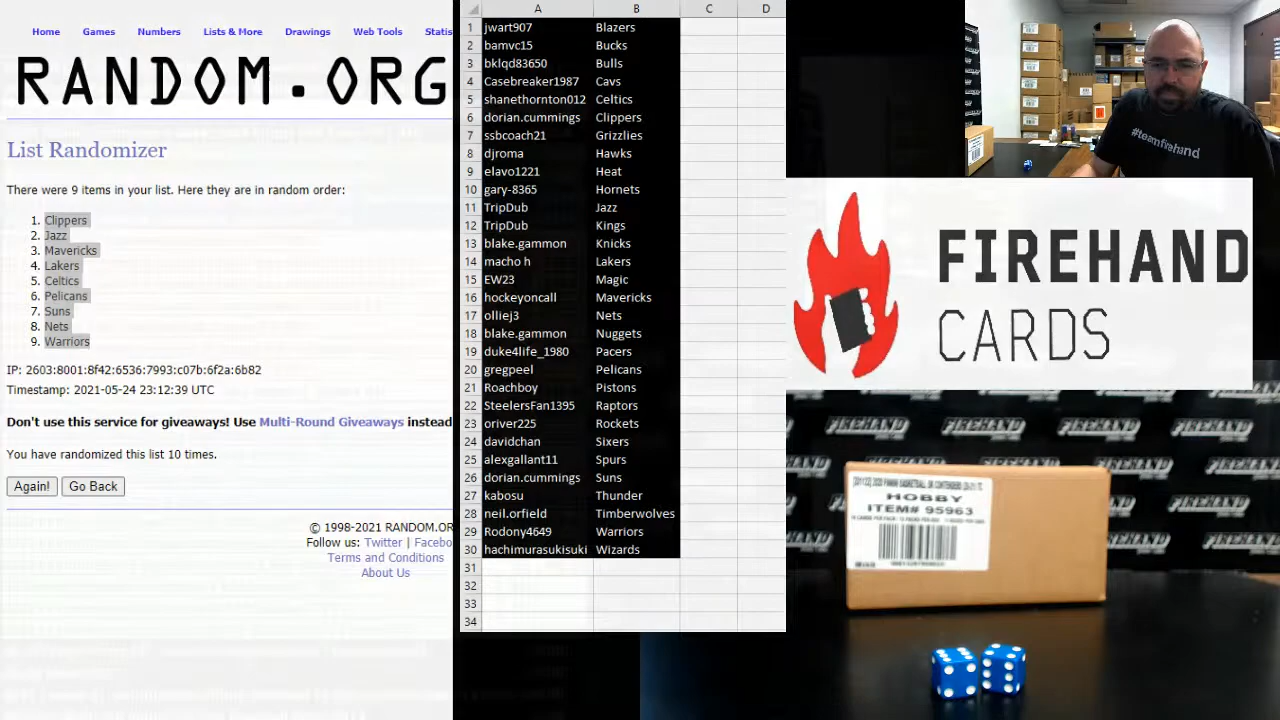 Home Games Numbers Lists & More Drawings Web Tools Statis
RANDOM.ORG
List Randomizer
There were 9 items in your list. Here they are in random order:
1. Clippers
2. Jazz
3. Mavericks
4. Lakers
5. Celtics
6. Pelicans
7. Suns
8. Nets
9. Warriors
IP: 2603:8001:8f42:6536:7993:c07b:6f2a:6b82
Timestamp: 2021-05-24 23:12:39 UTC
Don't use this service for giveaways! Use Multi-Round Giveaways instead
You have randomized this list 10 times.
Again! Go Back
© 1998-2021 RANDOM.OR
Follow us: Twitter | Facebo
Terms and Conditions
About Us
A B C D
1 jwart907 Blazers
2 bamvc15 Bucks
3 bklqd83650 Bulls
4 Casebreaker1987 Cavs
5 shanethornton012 Celtics
6 dorian.cummings Clippers
7 ssbcoach21 Grizzlies
8 djroma Hawks
9 elavo1221 Heat
10 gary-8365 Hornets
11 TripDub Jazz
12 TripDub Kings
13 blake.gammon Knicks
14 macho h Lakers
15 EW23 Magic
16 hockeyoncall Mavericks
17 olliej3 Nets
18 blake.gammon Nuggets
19 duke4life_1980 Pacers
20 gregpeel Pelicans
21 Roachboy Pistons
22 SteelersFan1395 Raptors
23 oriver225 Rockets
24 davidchan Sixers
25 alexgallant11 Spurs
26 dorian.cummings Suns
27 kabosu Thunder
28 neil.orfield Timberwolves
29 Rodony4649 Warriors
30 hachimurasukisuki Wizards
31
32
33
34
#teamfirehand
FIREHAND
CARDS
FIREHAND
FIREHAND
FIREHAND
HOBBY
ITEM# 95963